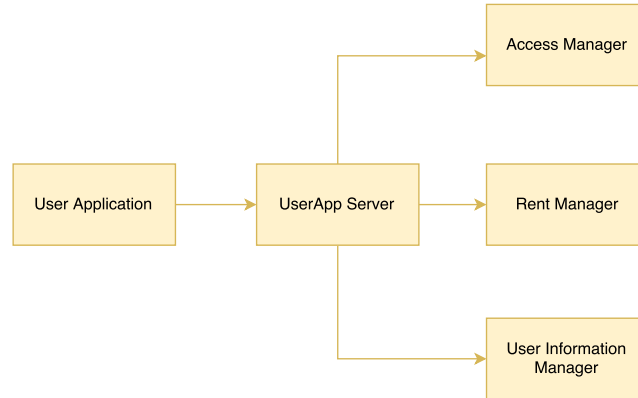 Access Manager
User Application
UserApp Server
Rent Manager
User Information
Manager